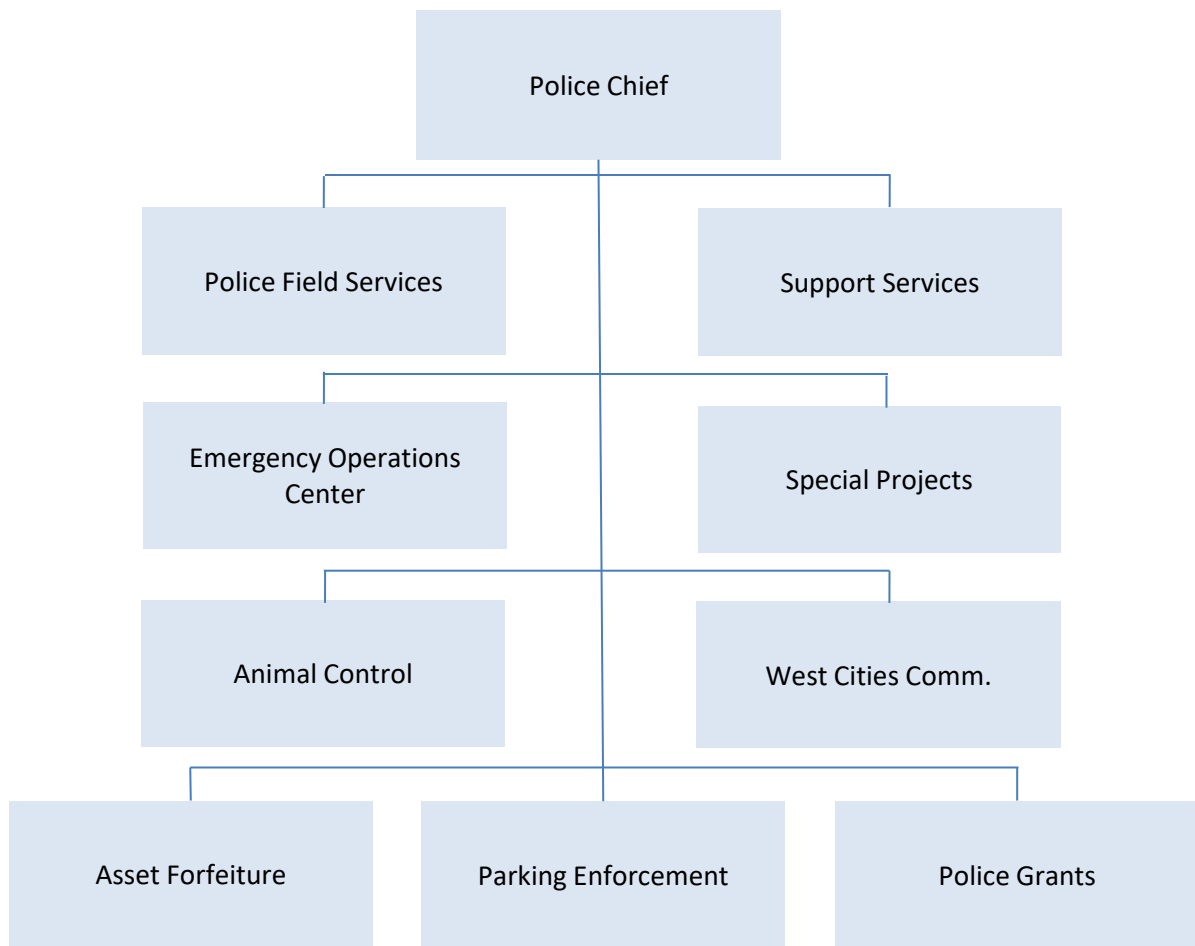 Police Chief
Police Field Services
Support Services
Emergency Operations
Center
Special Projects
Animal Control
West Cities Comm.
Asset Forfeiture
Parking Enforcement
Police Grants